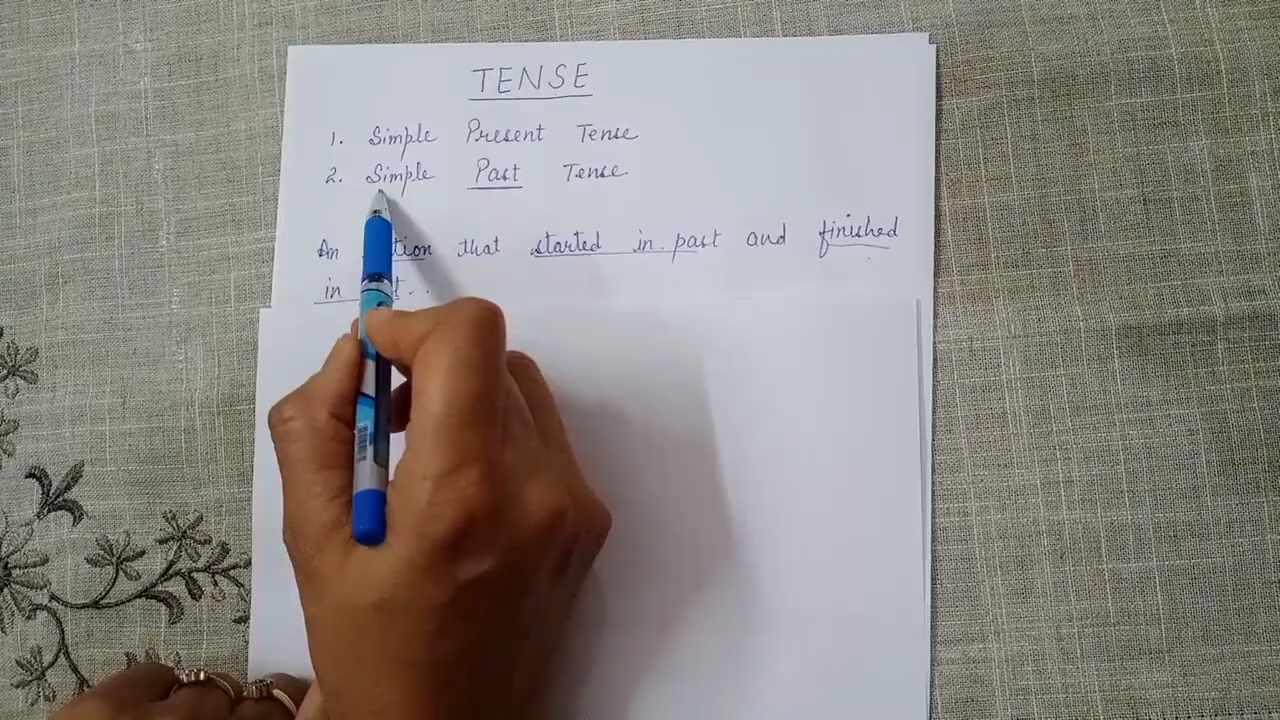 TENSE
1. Simple Present Tense
2. Simple Past Tense
An that started in past and finished
in